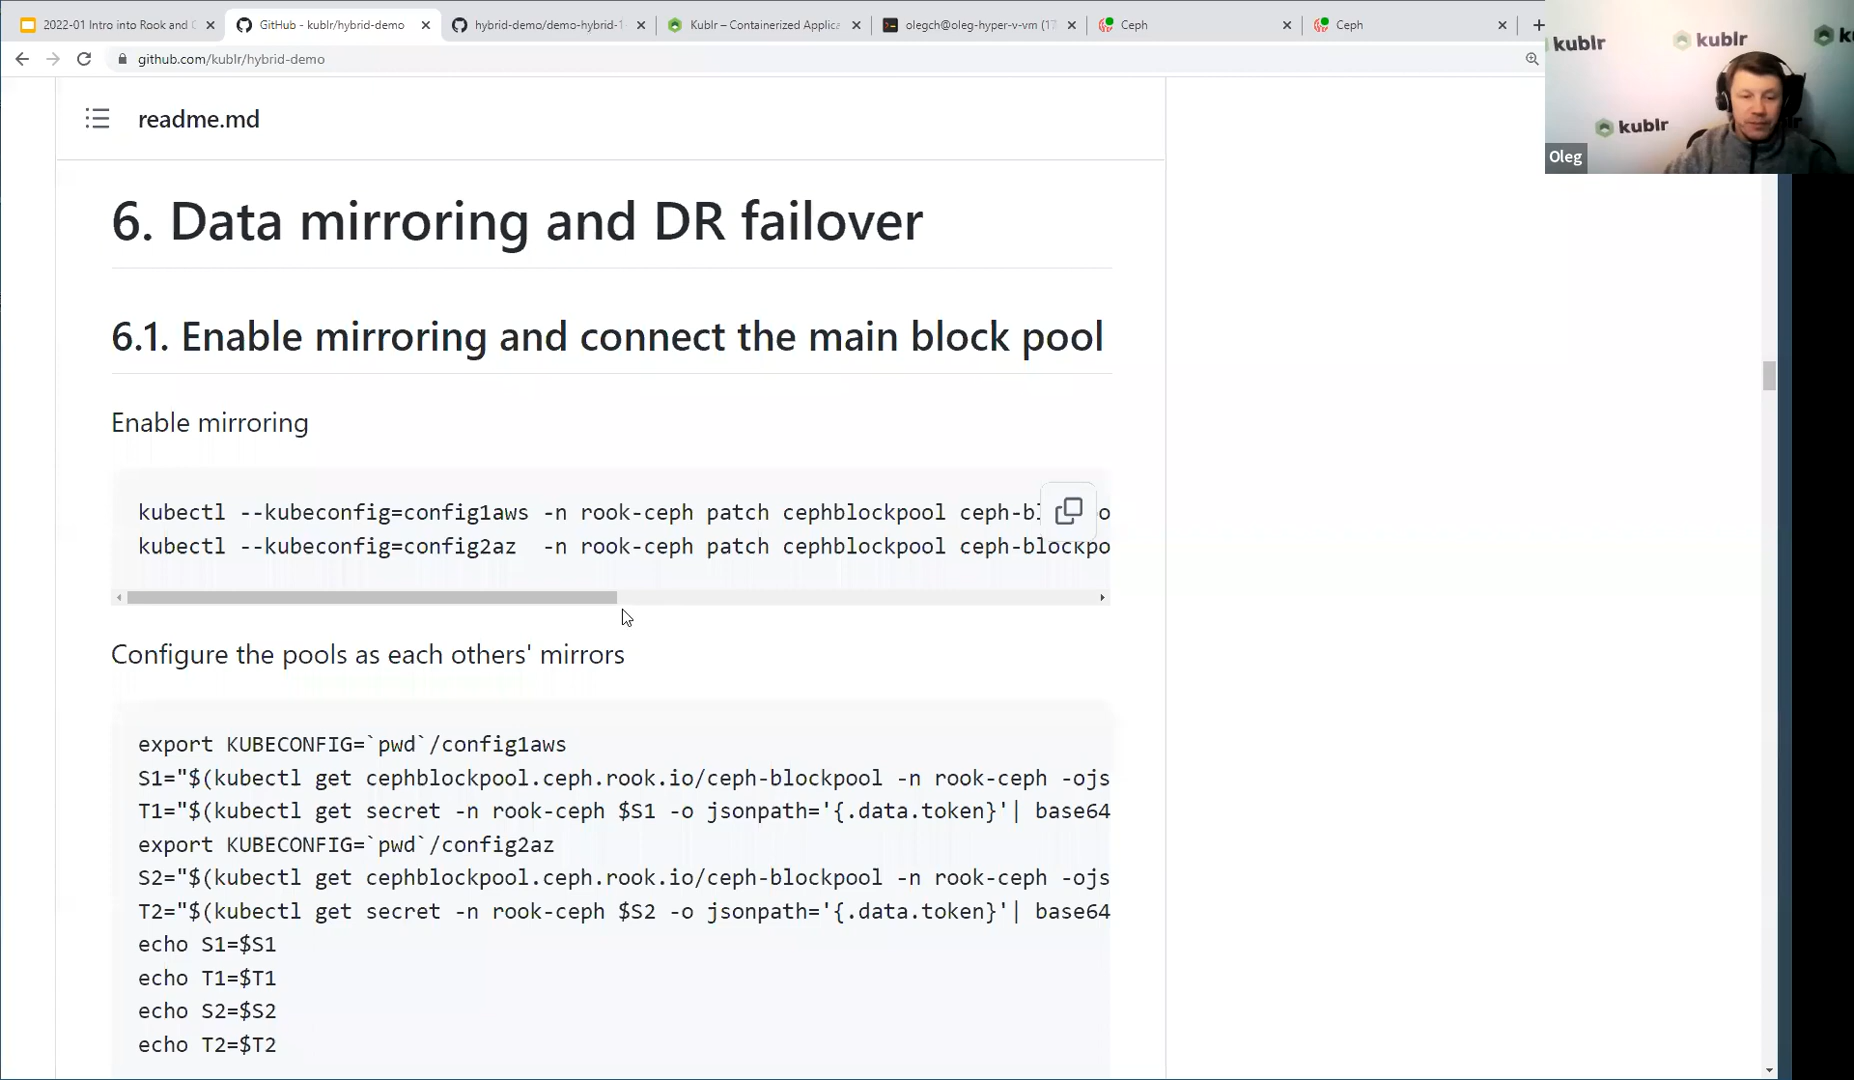 2022-01 Intro into Rook and
GitHub - kublr/hybrid-demo
hybrid-demo/demo-hybrid-1
Kublr – Containerized Applica
olegch@oleg-hyper-v-vm (17
Ceph
Ceph
github.com/kublr/hybrid-demo
kublr
kublr
kublr
Oleg
readme.md
6. Data mirroring and DR failover
6.1. Enable mirroring and connect the main block pool
Enable mirroring
kubectl --kubeconfig=config1aws -n rook-ceph patch cephblockpool ceph-bl
kubectl --kubeconfig=config2az  -n rook-ceph patch cephblockpool ceph-blockpo
Configure the pools as each others' mirrors
export KUBECONFIG=`pwd`/config1aws
S1="$(kubectl get cephblockpool.ceph.rook.io/ceph-blockpool -n rook-ceph -ojs
T1="$(kubectl get secret -n rook-ceph $S1 -o jsonpath='{.data.token}'| base64
export KUBECONFIG=`pwd`/config2az
S2="$(kubectl get cephblockpool.ceph.rook.io/ceph-blockpool -n rook-ceph -ojs
T2="$(kubectl get secret -n rook-ceph $S2 -o jsonpath='{.data.token}'| base64
echo S1=$S1
echo T1=$T1
echo S2=$S2
echo T2=$T2